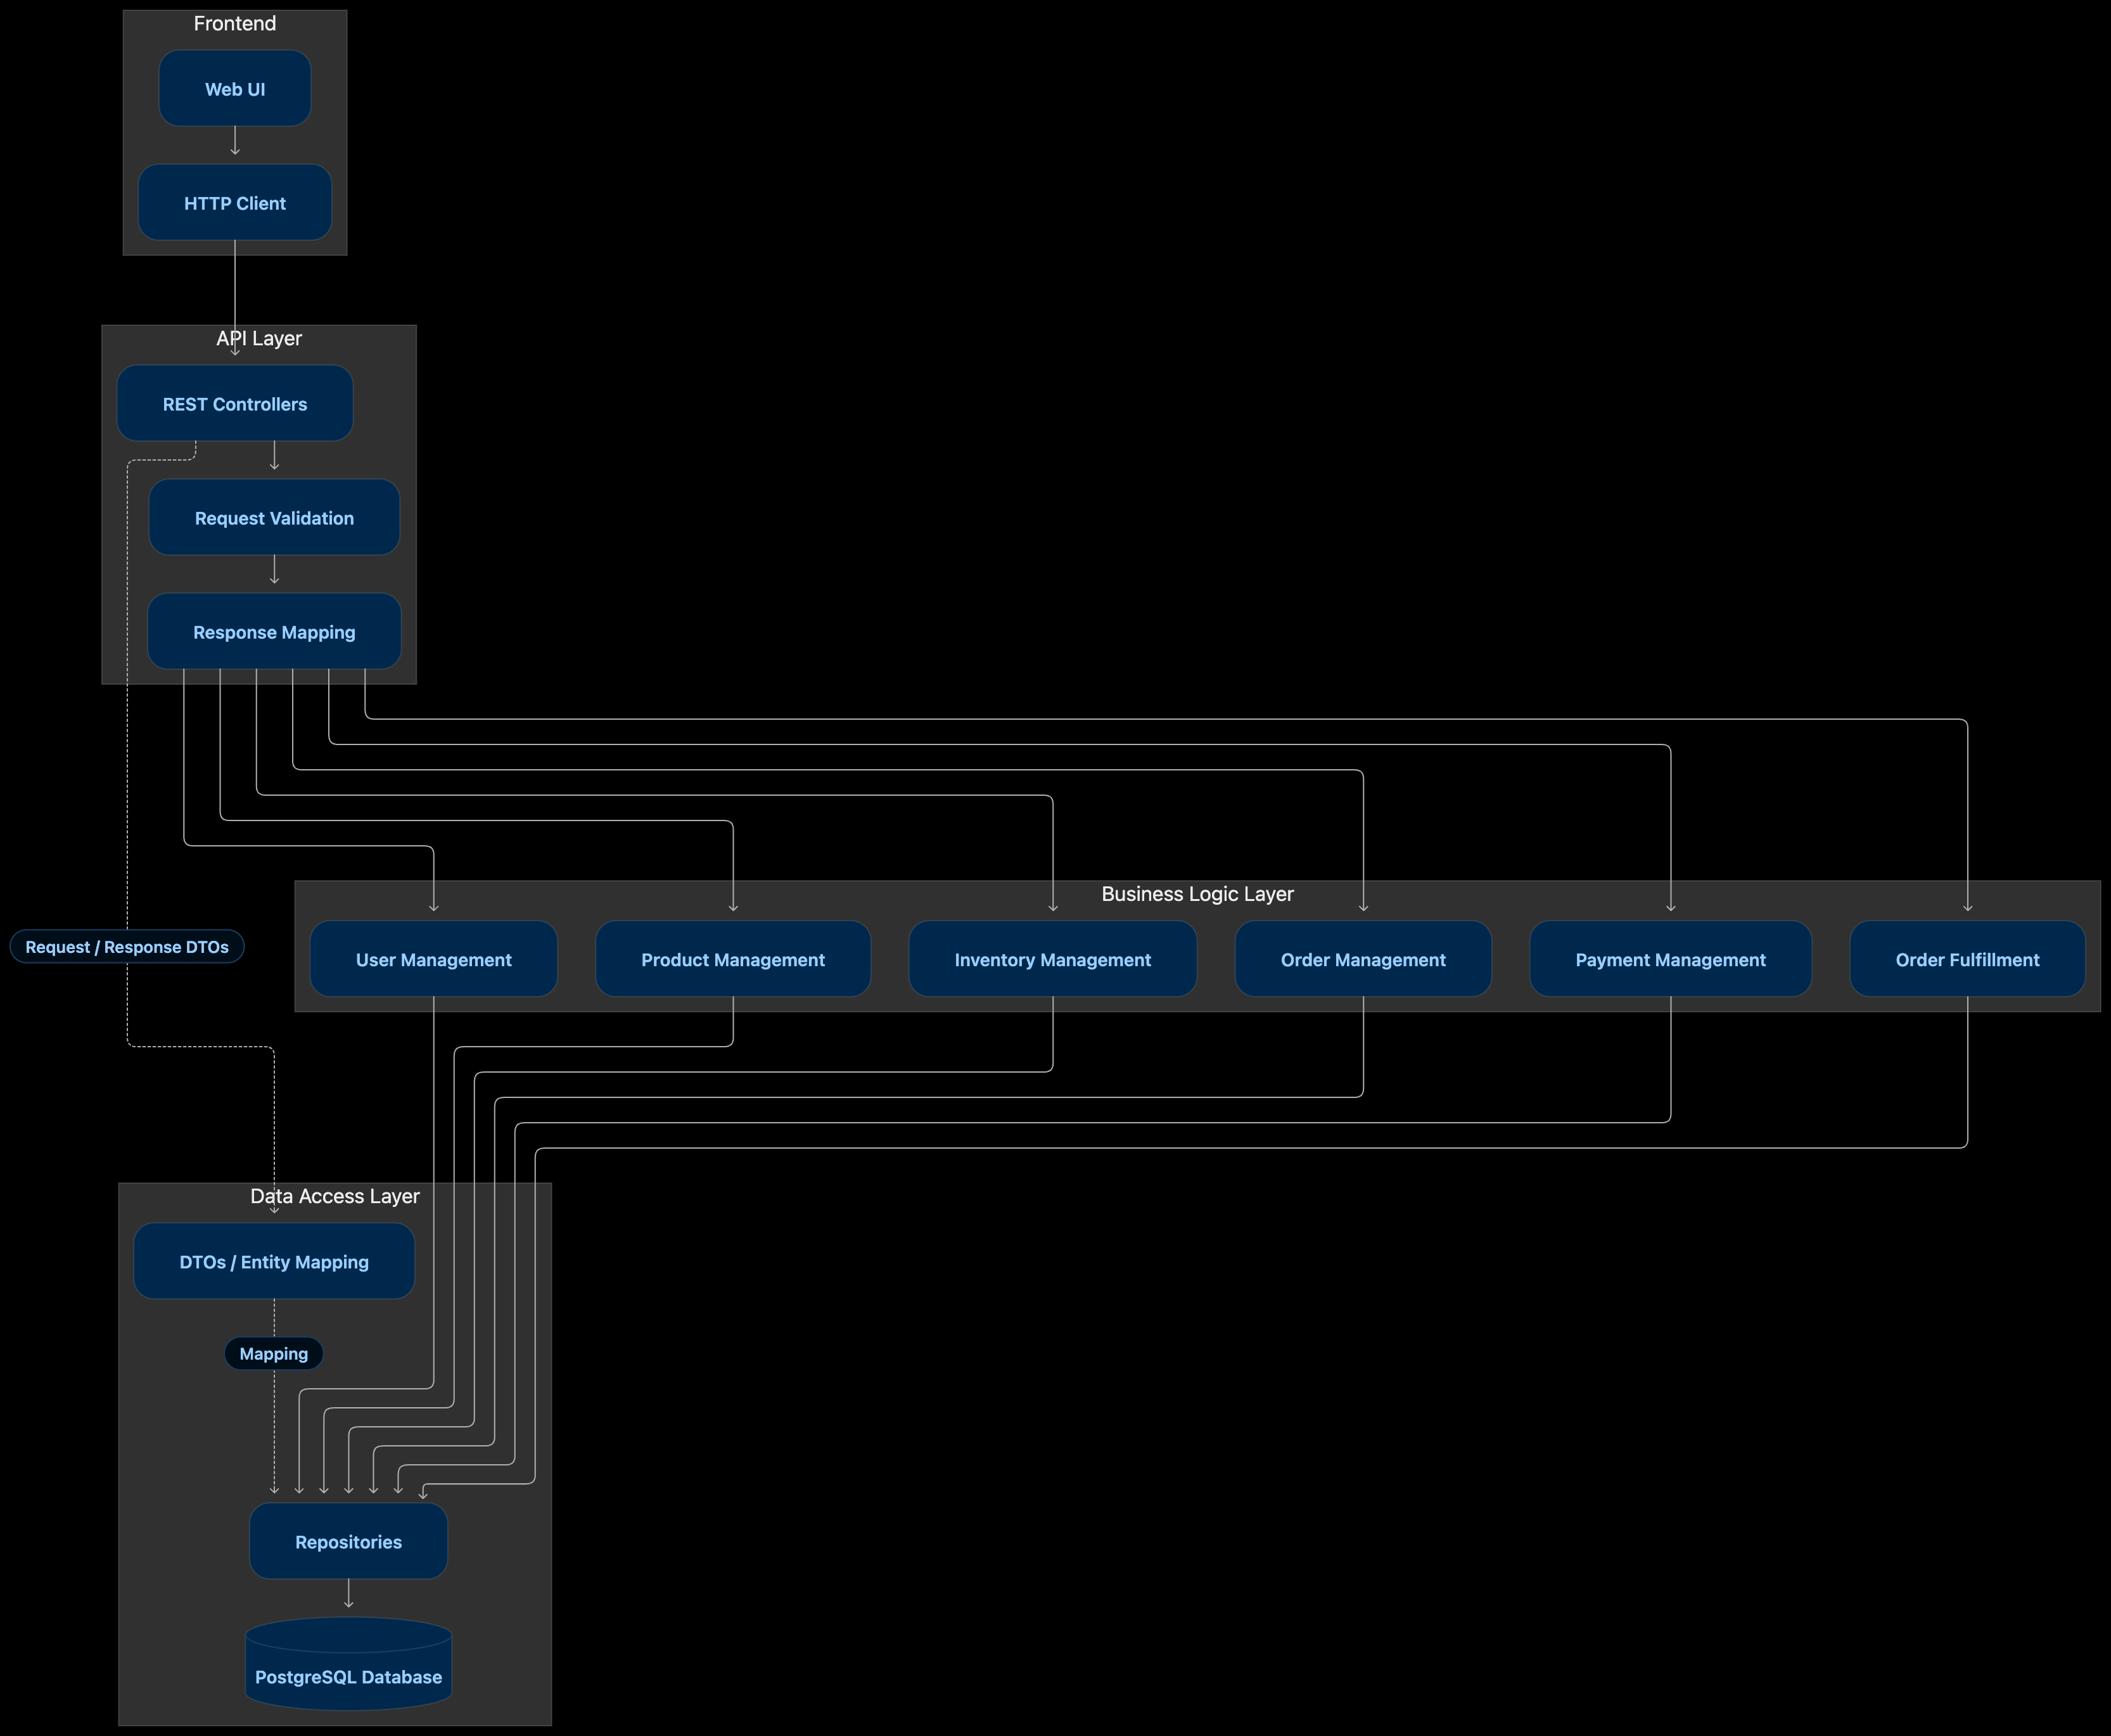 Frontend
Web UI
HTTP Client
API Layer
REST Controllers
Request Validation
Response Mapping
Business Logic Layer
Request / Response DTOs
User Management
Product Management
Inventory Management
Order Management
Payment Management
Order Fulfillment
Data Access Layer
DTOs / Entity Mapping
Mapping
Repositories
PostgreSQL Database